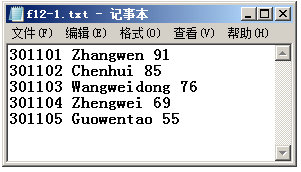 f12-1.txt - 记事本
文件(F) 编辑(E) 格式(O) 查看(V) 帮助(H)
301101 Zhangwen 91
301102 Chenhui 85
301103 Wangweidong 76
301104 Zhengwei 69
301105 Guowentao 55